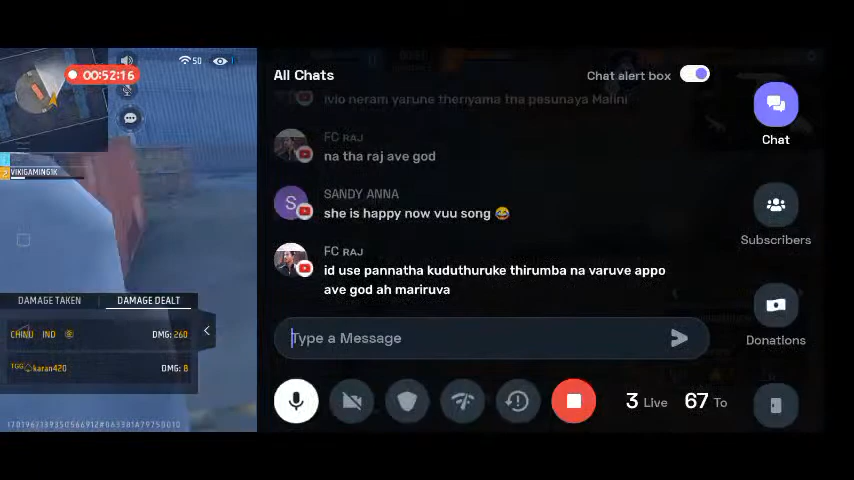 00:52:16
50
All Chats
Chat alert box
ivlo neram yarune theriyama tna pesunaya Malini
Chat
FC RAJ
na tha raj ave god
VIKIGAMING1K
SANDY ANNA
S
she is happy now vuu song 😂
Subscribers
FC RAJ
id use pannatha kuduthuruke thirumba na varuve appo
ave god ah mariruva
DAMAGE TAKEN
DAMAGE DEALT
CHINU IND ® DMG: 260
Type a Message
Donations
TGG karan420 DMG: 8
3 Live 67 To